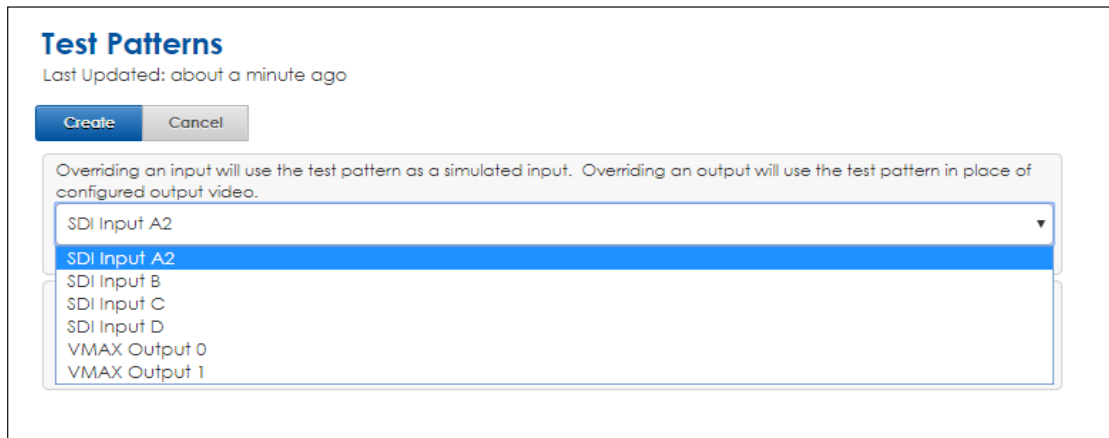 Test Patterns
Last Updated: about a minute ago
Create Cancel
Overriding an input will use the test pattern as a simulated input. Overriding an output will use the test pattern in place of
configured output video.
SDI Input A2
SDI Input A2
SDI Input B
SDI Input C
SDI Input D
VMAX Output 0
VMAX Output 1